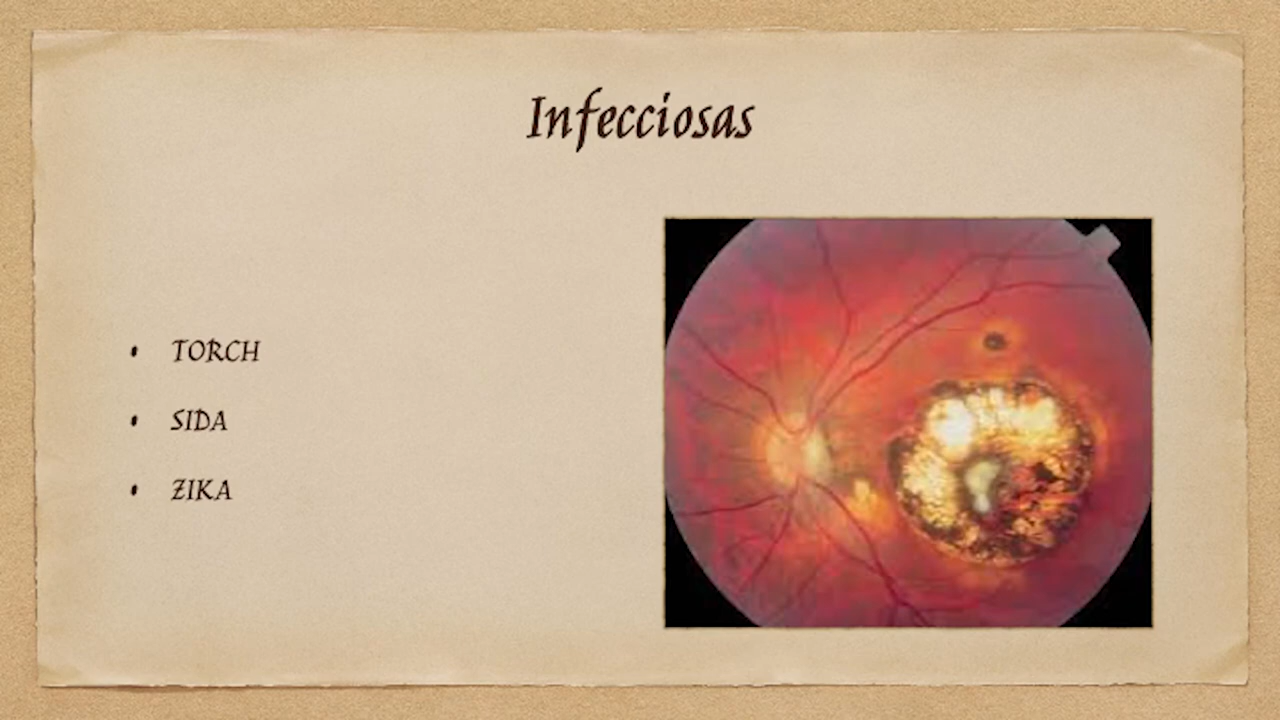 Infecciosas
• TORCH
• SIDA
• ZIKA